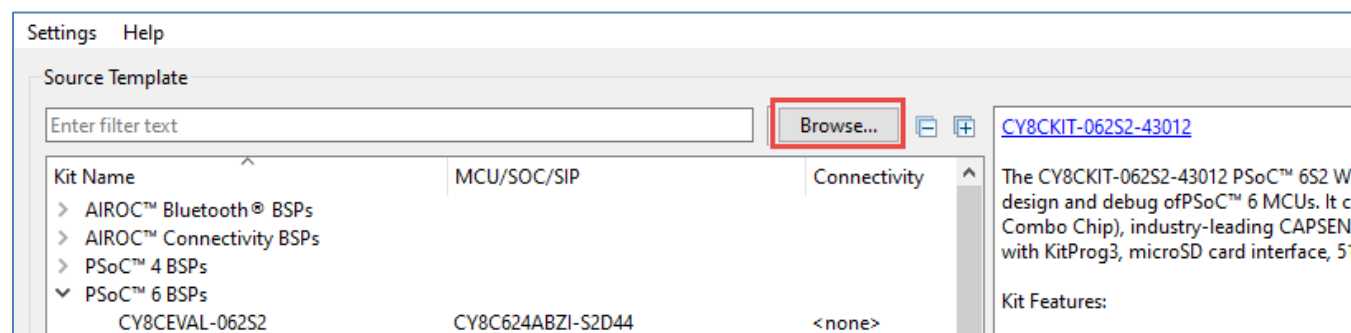 Settings Help
Source Template
Enter filter text Browse...
Kit Name MCU/SOC/SIP Connectivity
AIROC™ Bluetooth® BSPs
AIROC™ Connectivity BSPs
PSoC™ 4 BSPs
PSoC™ 6 BSPs
CY8CEVAL-062S2 CY8C624ABZI-S2D44 <none>
CY8CKIT-062S2-43012
The CY8CKIT-062S2-43012 PSoC™ 6S2 W
design and debug ofPSoC™ 6 MCUs. It c
Combo Chip), industry-leading CAPSEN
with KitProg3, microSD card interface, 51
Kit Features: